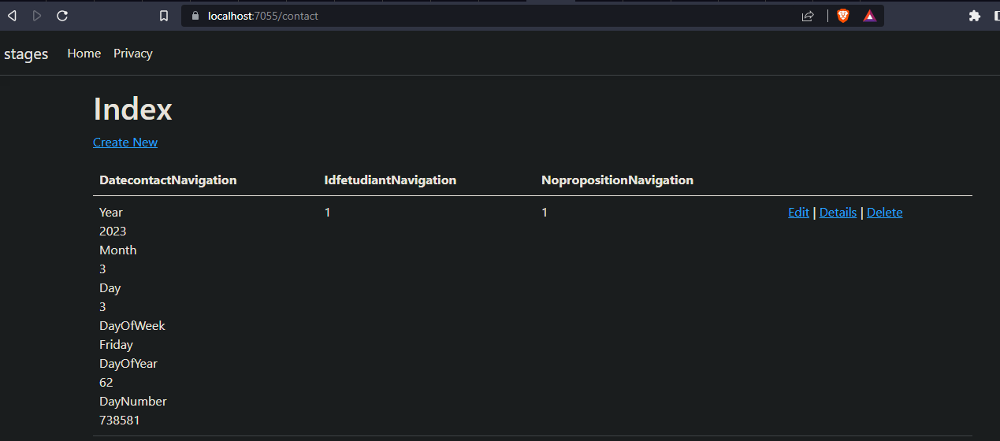 localhost:7055/contact
stages Home Privacy
Index
Create New
DatecontactNavigation IdfetudiantNavigation NopropositionNavigation
Year 1 1 Edit | Details | Delete
2023
Month
3
Day
3
DayOfWeek
Friday
DayOfYear
62
DayNumber
738581